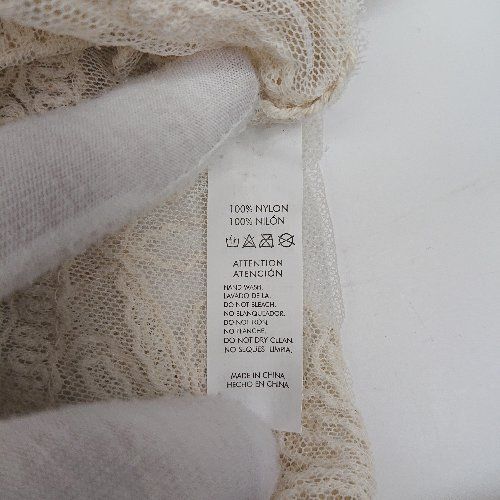 100% NYLON
100% NILÓN
ATTENTION
ATENCIÓN
HAND WASH.
LAVADO DE LA.
DO NOT BLEACH.
NO BLANQUEADOR.
DO NOT IRON.
NO PLANCHE.
DO NOT DRY CLEAN.
NO SEQUES LIMPIA.
MADE IN CHINA
HECHO EN CHINA